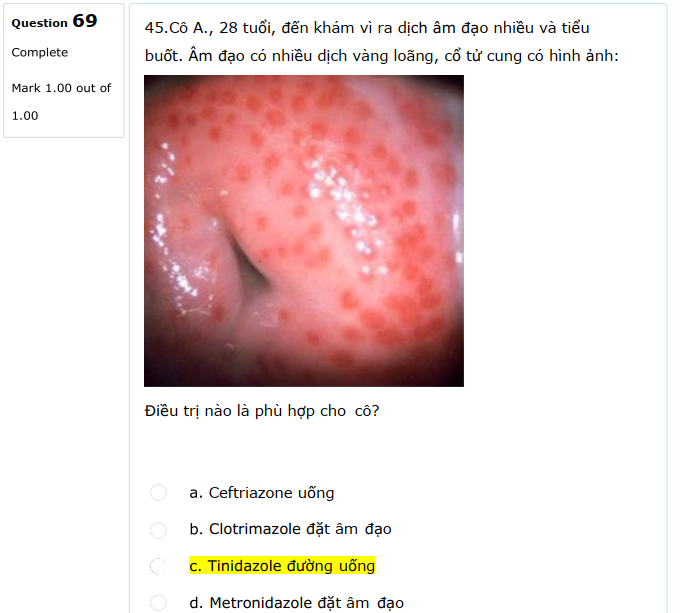 Question 69
Complete
Mark 1.00 out of
1.00
45.Cô A., 28 tuổi, đến khám vì ra dịch âm đạo nhiều và tiểu
buốt. Âm đạo có nhiều dịch vàng loãng, cổ tử cung có hình ảnh:
Điều trị nào là phù hợp cho cô?
a. Ceftriazone uống
b. Clotrimazole đặt âm đạo
c. Tinidazole đường uống
d. Metronidazole đặt âm đạo